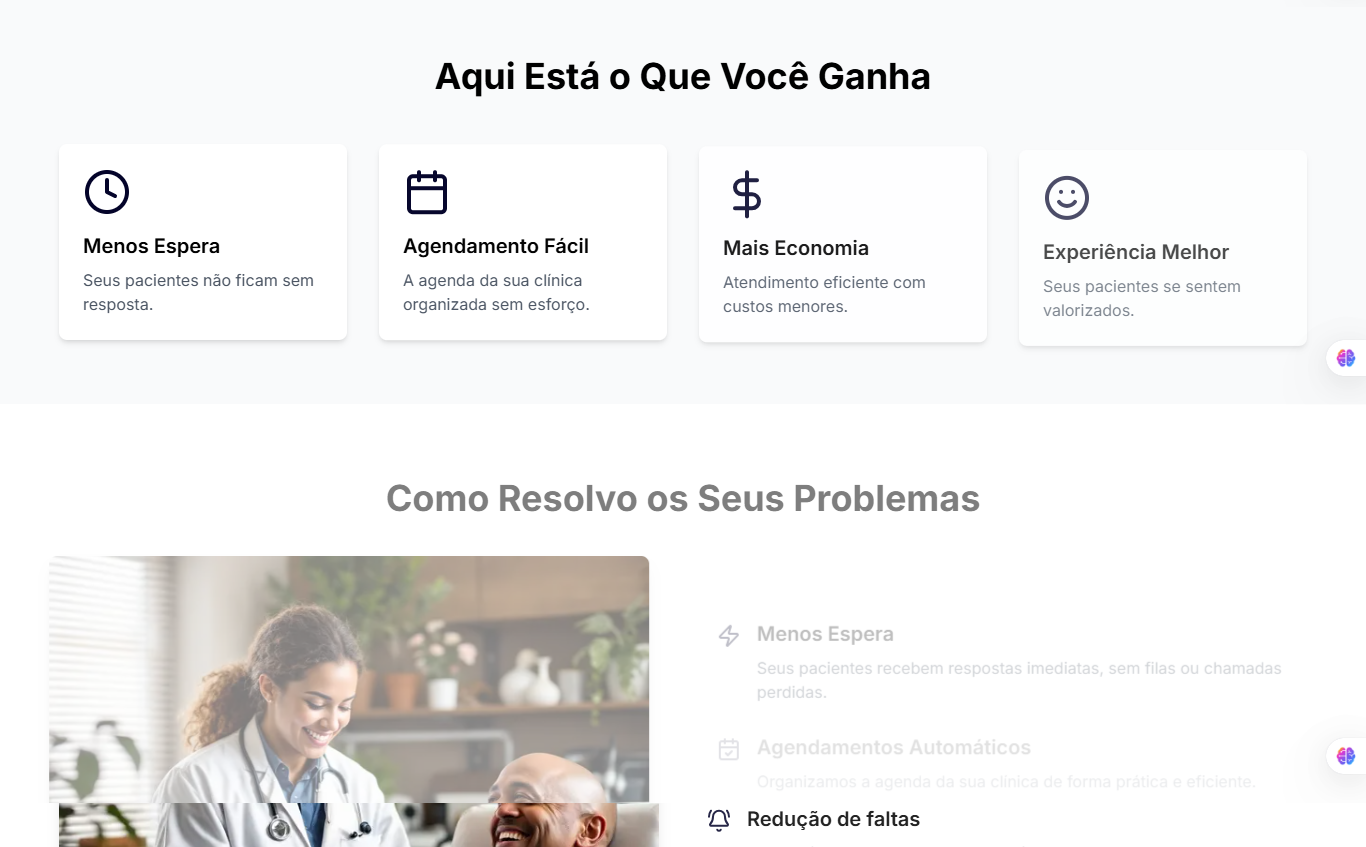 Aqui Está o Que Você Ganha
Menos Espera
Seus pacientes não ficam sem
resposta.
Agendamento Fácil
A agenda da sua clínica
organizada sem esforço.
Mais Economia
Atendimento eficiente com
custos menores.
Experiência Melhor
Seus pacientes se sentem
valorizados.
Como Resolvo os Seus Problemas
Menos Espera
Seus pacientes recebem respostas imediatas, sem filas ou chamadas
perdidas.
Agendamentos Automáticos
Organizamos a agenda da sua clínica de forma prática e eficiente.
Redução de faltas